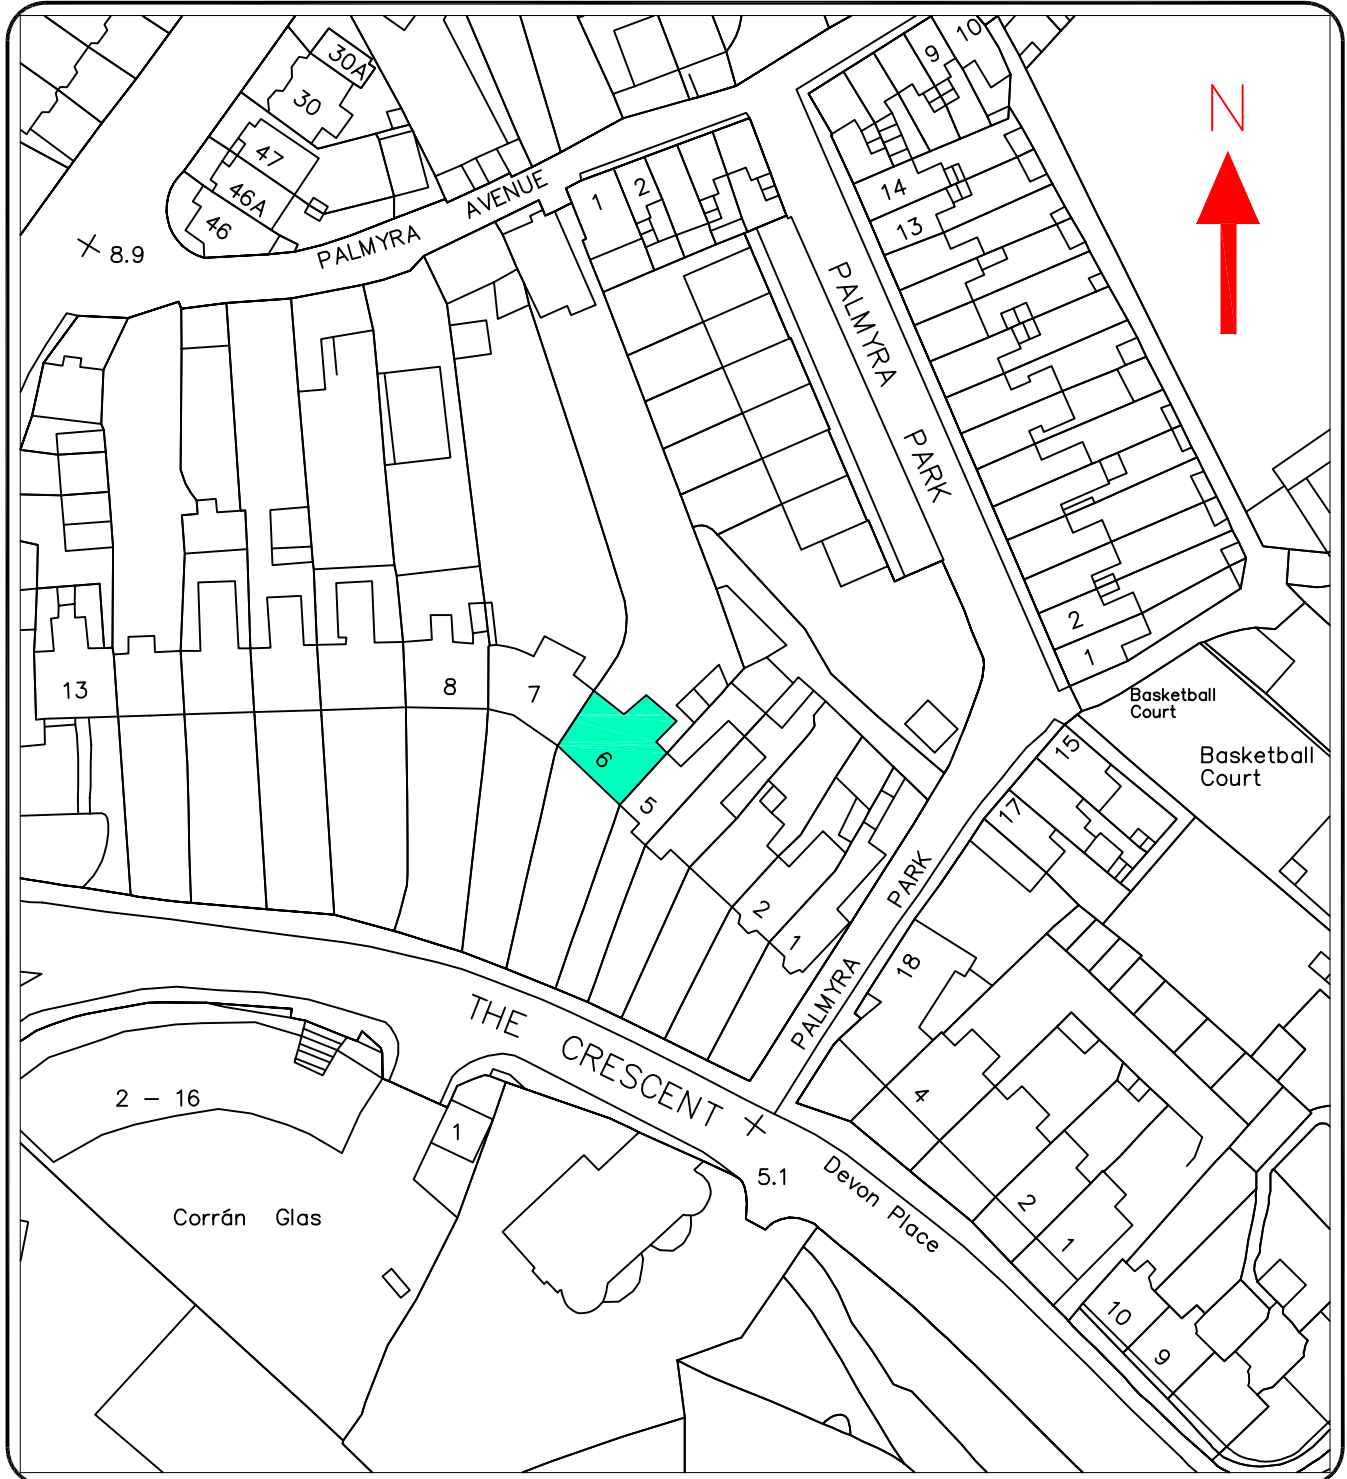 30A
30
10
9
N
47
46A
46
AVENUE
PALMYRA
1
2
14
13
8.9
PALMYRA
PARK
2
1
13
8
7
6
5
Basketball
Court
Basketball
Court
15
17
PARK
PALMYRA
2
1
18
THE CRESCENT
2 – 16
1
4
5.1
Devon Place
2
1
Corrán Glas
10
9